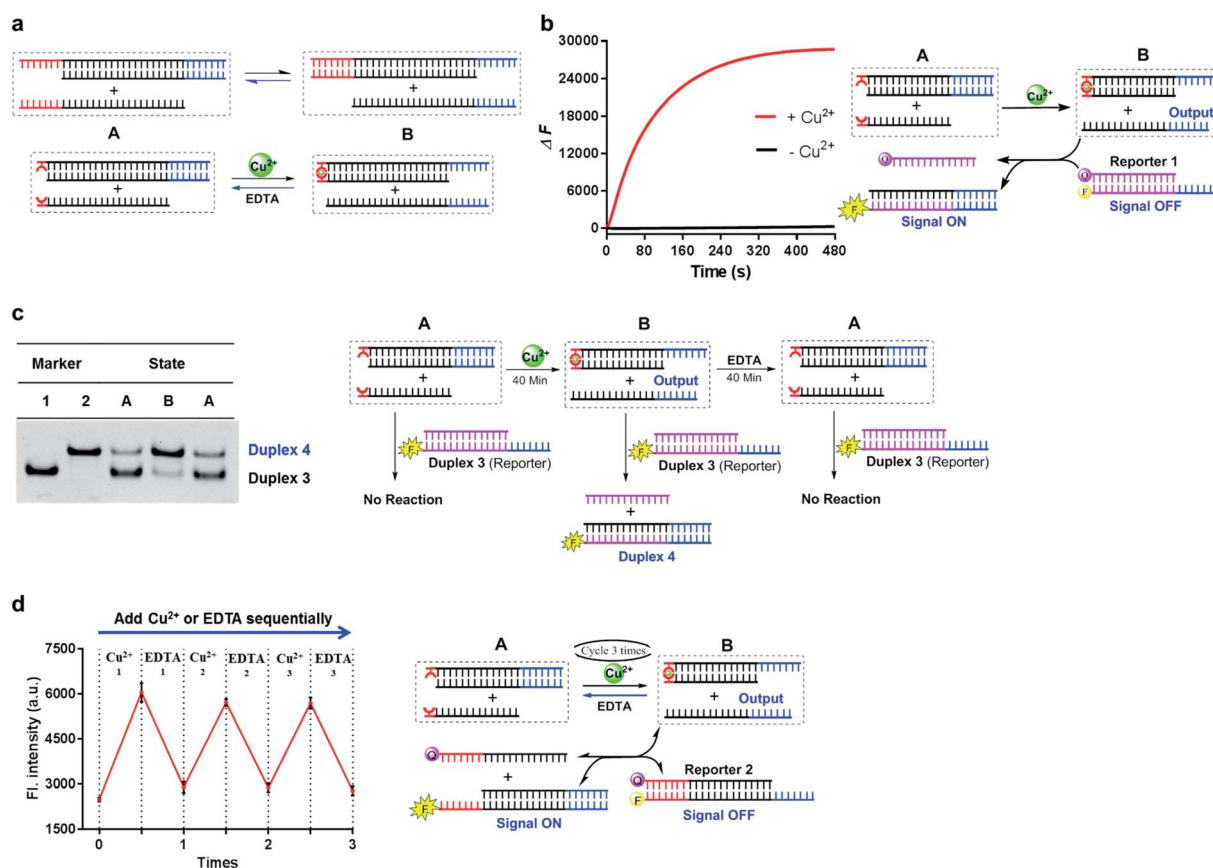 a
+
+
A
B
Cu²⁺
EDTA
+
+
b
30000
24000
18000
12000
6000
0
ΔF
0 80 160 240 320 400 480
Time (s)
+ Cu²⁺
- Cu²⁺
A
B
Cu²⁺
+
+
Output
Q
Reporter 1
Q
F
F
Signal ON
Signal OFF
c
Marker State
1 2 A B A
Duplex 4
Duplex 3
A
B
A
Cu²⁺
40 Min
EDTA
40 Min
+
+
Output
+
F
Duplex 3 (Reporter)
F
Duplex 3 (Reporter)
F
Duplex 3 (Reporter)
No Reaction
No Reaction
+
F
Duplex 4
d
Add Cu²⁺ or EDTA sequentially
7500
6000
4500
3000
1500
Fl. intensity (a.u.)
Cu²⁺ EDTA Cu²⁺ EDTA Cu²⁺ EDTA
1 1 2 2 3 3
0 1 2 3
Times
A
B
Cycle 3 times
Cu²⁺
EDTA
+
+
Output
Q
+
Reporter 2
Q
F
F
Signal ON
Signal OFF